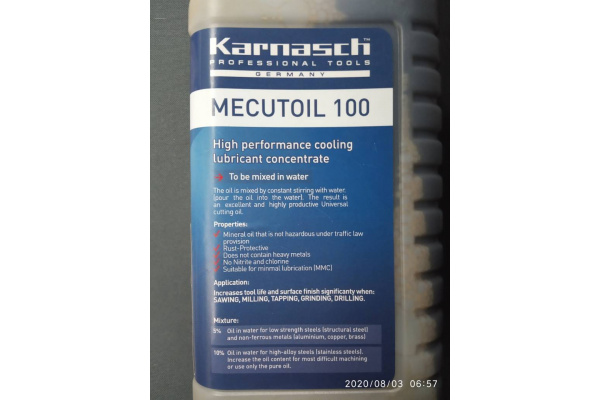 Karnasch™
PROFESSIONAL TOOLS
GERMANY
MECUTOIL 100
High performance cooling
lubricant concentrate
To be mixed in water
The oil is mixed by constant stirring with water.
(pour the oil into the water). The result is
an excellent and highly productive Universal
cutting oil.
Properties:
Mineral oil that is not hazardous under traffic law
provision
Rust-Protective
Does not contain heavy metals
No Nitrite and chlorine
Suitable for minmal lubrication (MMC)
Application:
Increases tool life and surface finish significanty when:
SAWING, MILLING, TAPPING, GRINDING, DRILLING.
Mixture:
5% Oil in water for low strength steels (structural steel)
and non-ferrous metals (aluminium, copper, brass)
10% Oil in water for high-alloy steels (stainless steels).
Increase the oil content for most difficult machining
or use only the pure oil.
2020/08/03 06:57